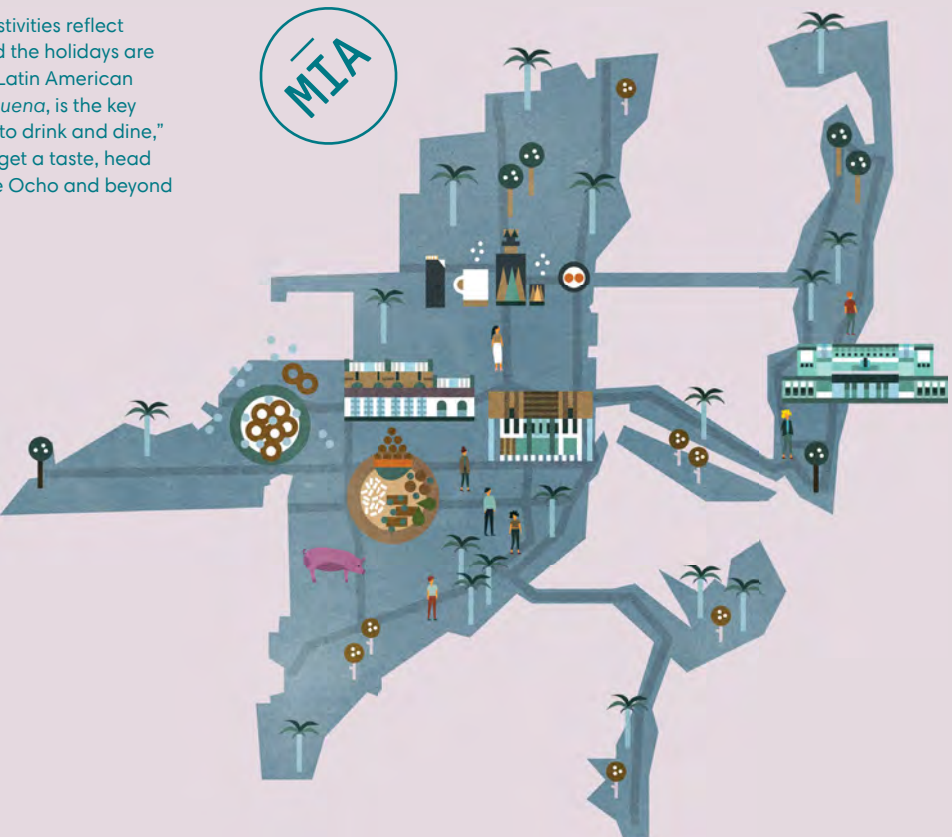 stivities reflect
d the holidays are
Latin American
uena, is the key
to drink and dine,"
get a taste, head
e Ocho and beyond
MIA